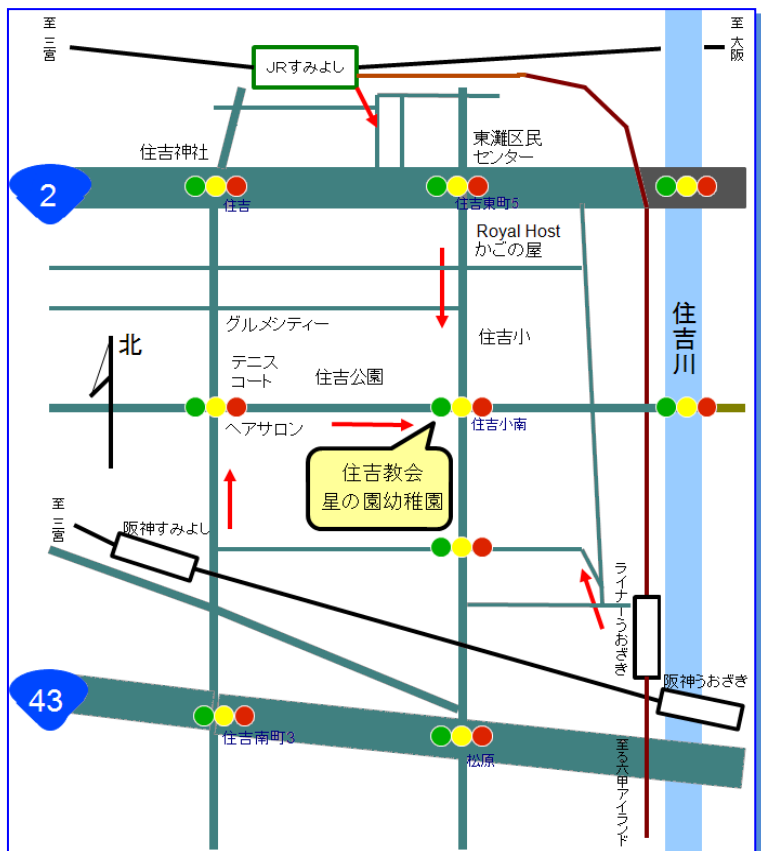 至
三宮
至
大阪
JRすみよし
住吉神社
東灘区民
センター
2
住吉
住吉東町5
Royal Host
かごの屋
グルメシティー
住吉小
住吉川
北
テニス
コート
住吉公園
ヘアサロン
住吉小南
住吉教会
星の園幼稚園
至
三宮
阪神すみよし
ライナーうおざき
阪神うおざき
43
住吉南町3
松原
至る六甲アイランド